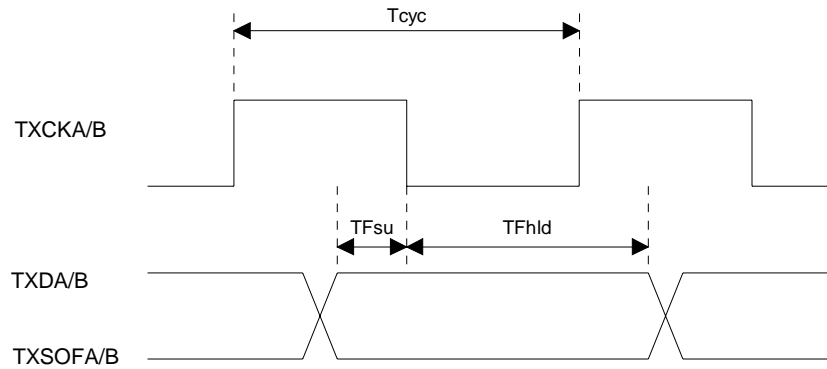 Tcyc
TXCKA/B
TFsu
TFhld
TXDA/B
TXSOFA/B